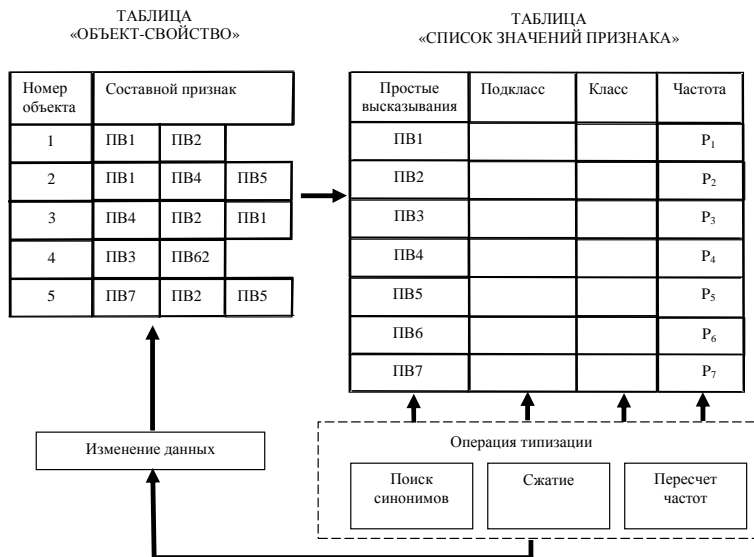 ТАБЛИЦА
«ОБЪЕКТ-СВОЙСТВО»
Номер объекта Составной признак
1 ПВ1 ПВ2
2 ПВ1 ПВ4 ПВ5
3 ПВ4 ПВ2 ПВ1
4 ПВ3 ПВ62
5 ПВ7 ПВ2 ПВ5
ТАБЛИЦА
«СПИСОК ЗНАЧЕНИЙ ПРИЗНАКА»
Простые высказывания Подкласс Класс Частота
ПВ1 P₁
ПВ2 P₂
ПВ3 P₃
ПВ4 P₄
ПВ5 P₅
ПВ6 P₆
ПВ7 P₇
Изменение данных
Операция типизации
Поиск
синонимов
Сжатие
Пересчет
частот